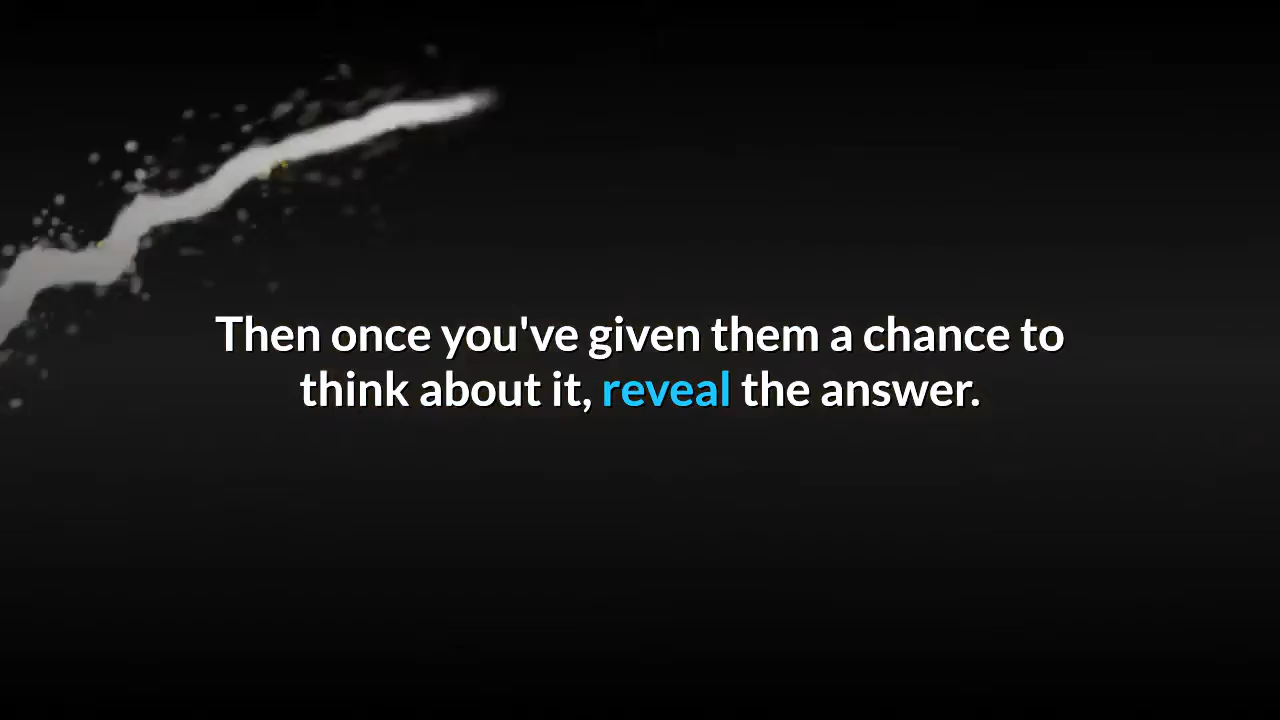 Then once you've given them a chance to
think about it, reveal the answer.